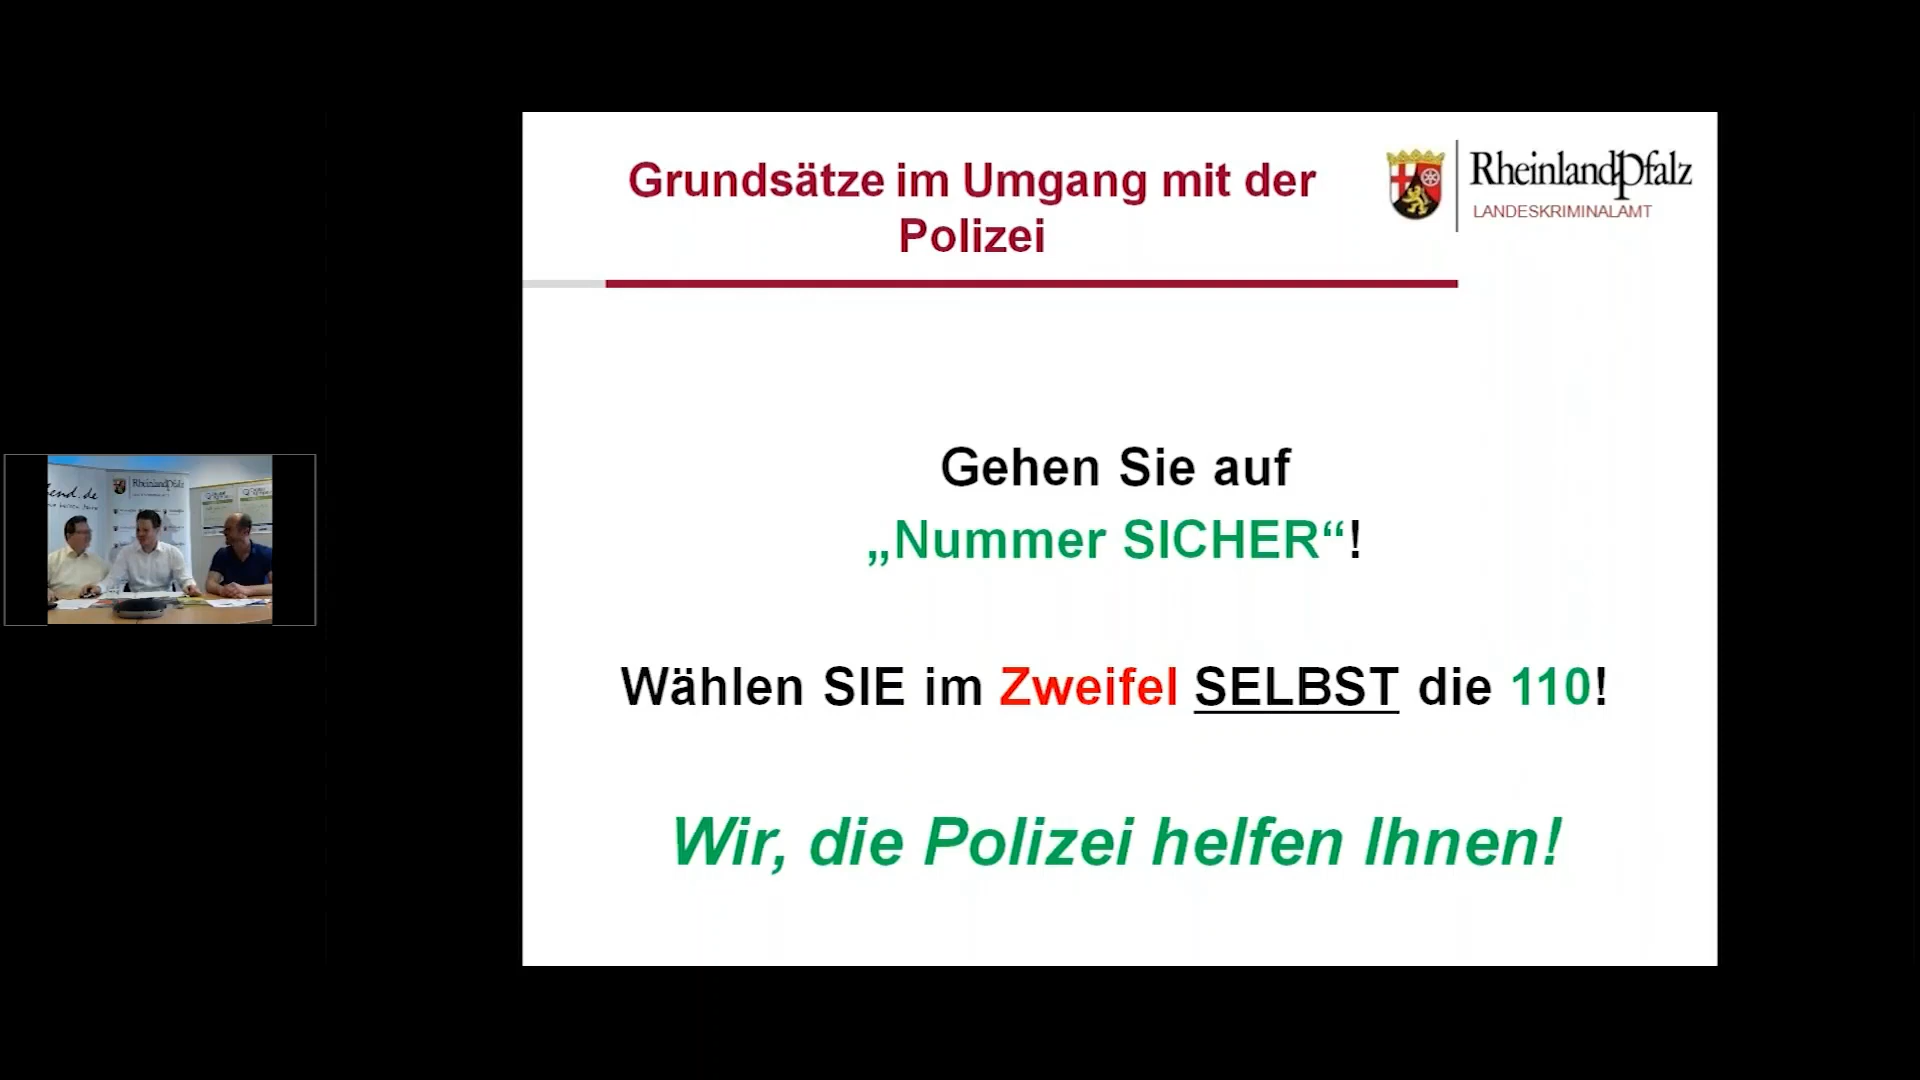 Grundsätze im Umgang mit der
Polizei
RheinlandPfalz
LANDESKRIMINALAMT
Gehen Sie auf
„Nummer SICHER“!
Wählen SIE im Zweifel SELBST die 110!
Wir, die Polizei helfen Ihnen!
RheinlandPfalz